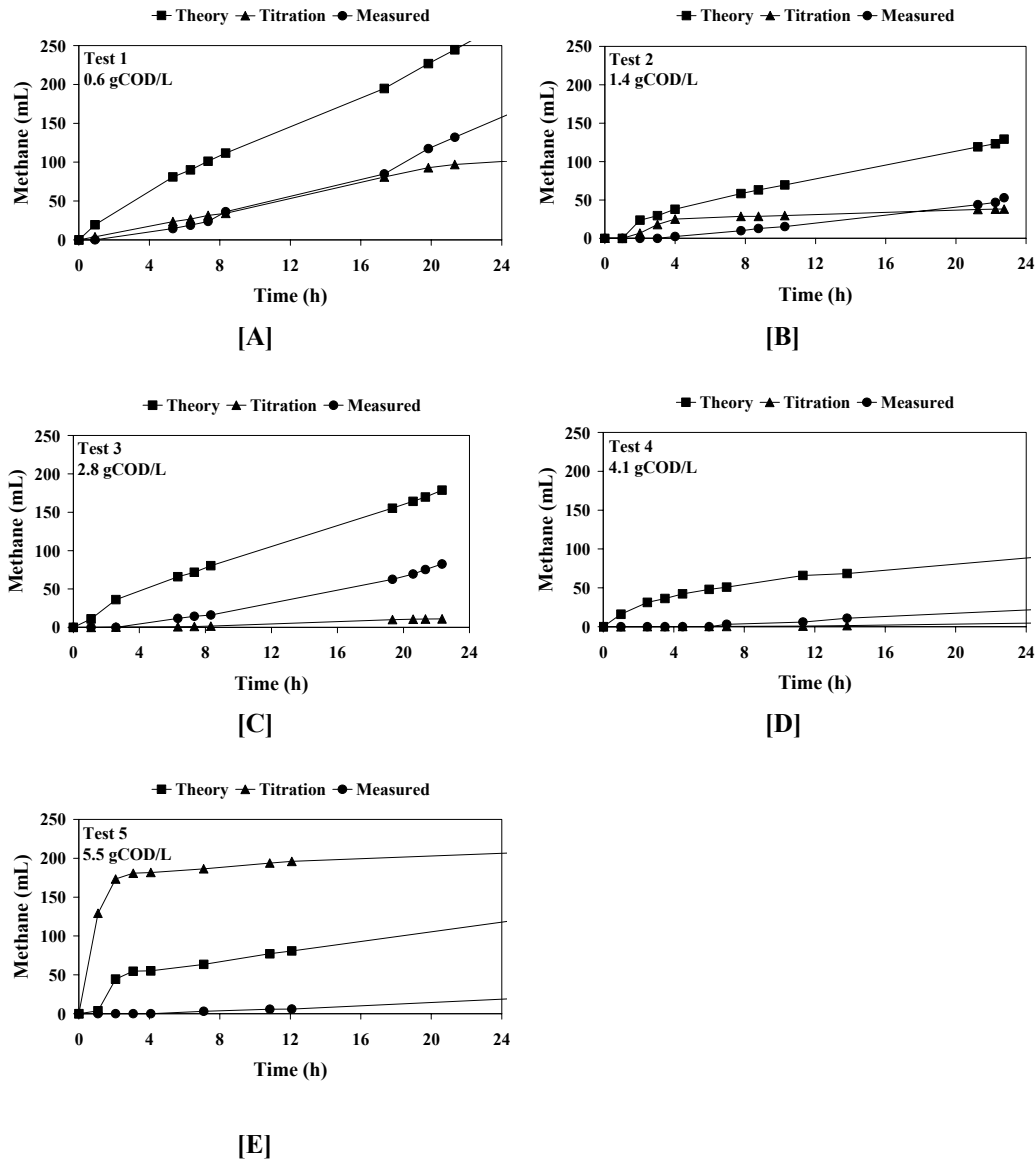 Theory Titration Measured
Test 1
0.6 gCOD/L
250
200
150
100
50
0
Methane (mL)
0 4 8 12 16 20 24
Time (h)
[A]
Theory Titration Measured
Test 2
1.4 gCOD/L
250
200
150
100
50
0
Methane (mL)
0 4 8 12 16 20 24
Time (h)
[B]
Theory Titration Measured
Test 3
2.8 gCOD/L
250
200
150
100
50
0
Methane (mL)
0 4 8 12 16 20 24
Time (h)
[C]
Theory Titration Measured
Test 4
4.1 gCOD/L
250
200
150
100
50
0
Methane (mL)
0 4 8 12 16 20 24
Time (h)
[D]
Theory Titration Measured
Test 5
5.5 gCOD/L
250
200
150
100
50
0
Methane (mL)
0 4 8 12 16 20 24
Time (h)
[E]